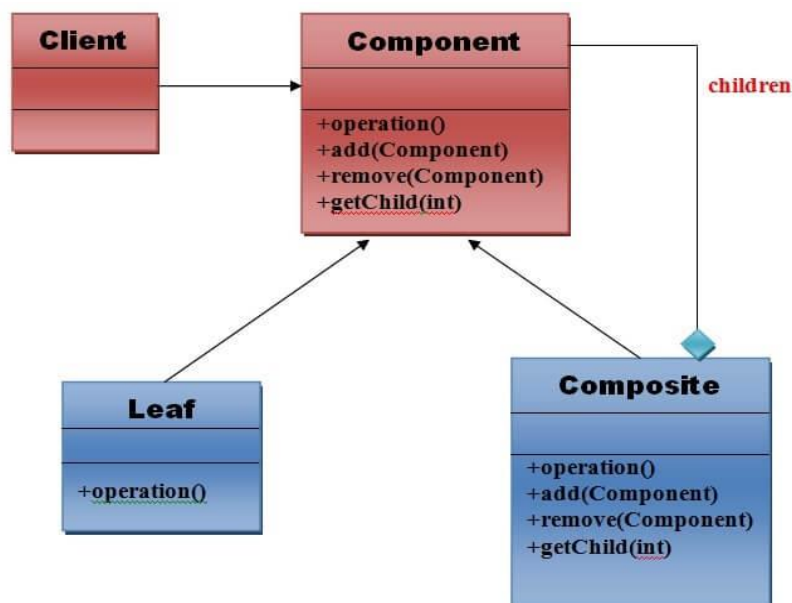 Client
Component
+operation()
+add(Component)
+remove(Component)
+getChild(int)
children
Leaf
+operation()
Composite
+operation()
+add(Component)
+remove(Component)
+getChild(int)